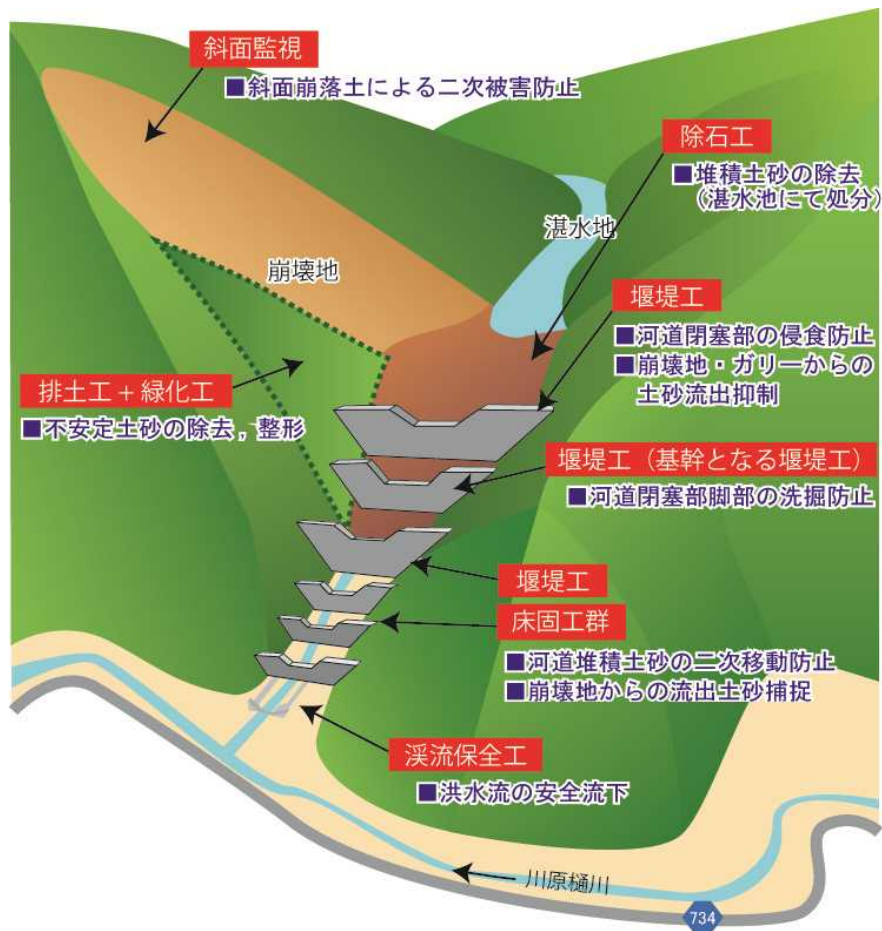 斜面監視
■斜面崩落土による二次被害防止
除石工
■堆積土砂の除去
（湛水池にて処分）
湛水地
崩壊地
堰堤工
■河道閉塞部の侵食防止
■崩壊地・ガリーからの
土砂流出抑制
排土工 + 緑化工
■不安定土砂の除去，整形
堰堤工（基幹となる堰堤工）
■河道閉塞部脚部の洗掘防止
堰堤工
床固工群
■河道堆積土砂の二次移動防止
■崩壊地からの流出土砂捕捉
渓流保全工
■洪水流の安全流下
川原樋川
734